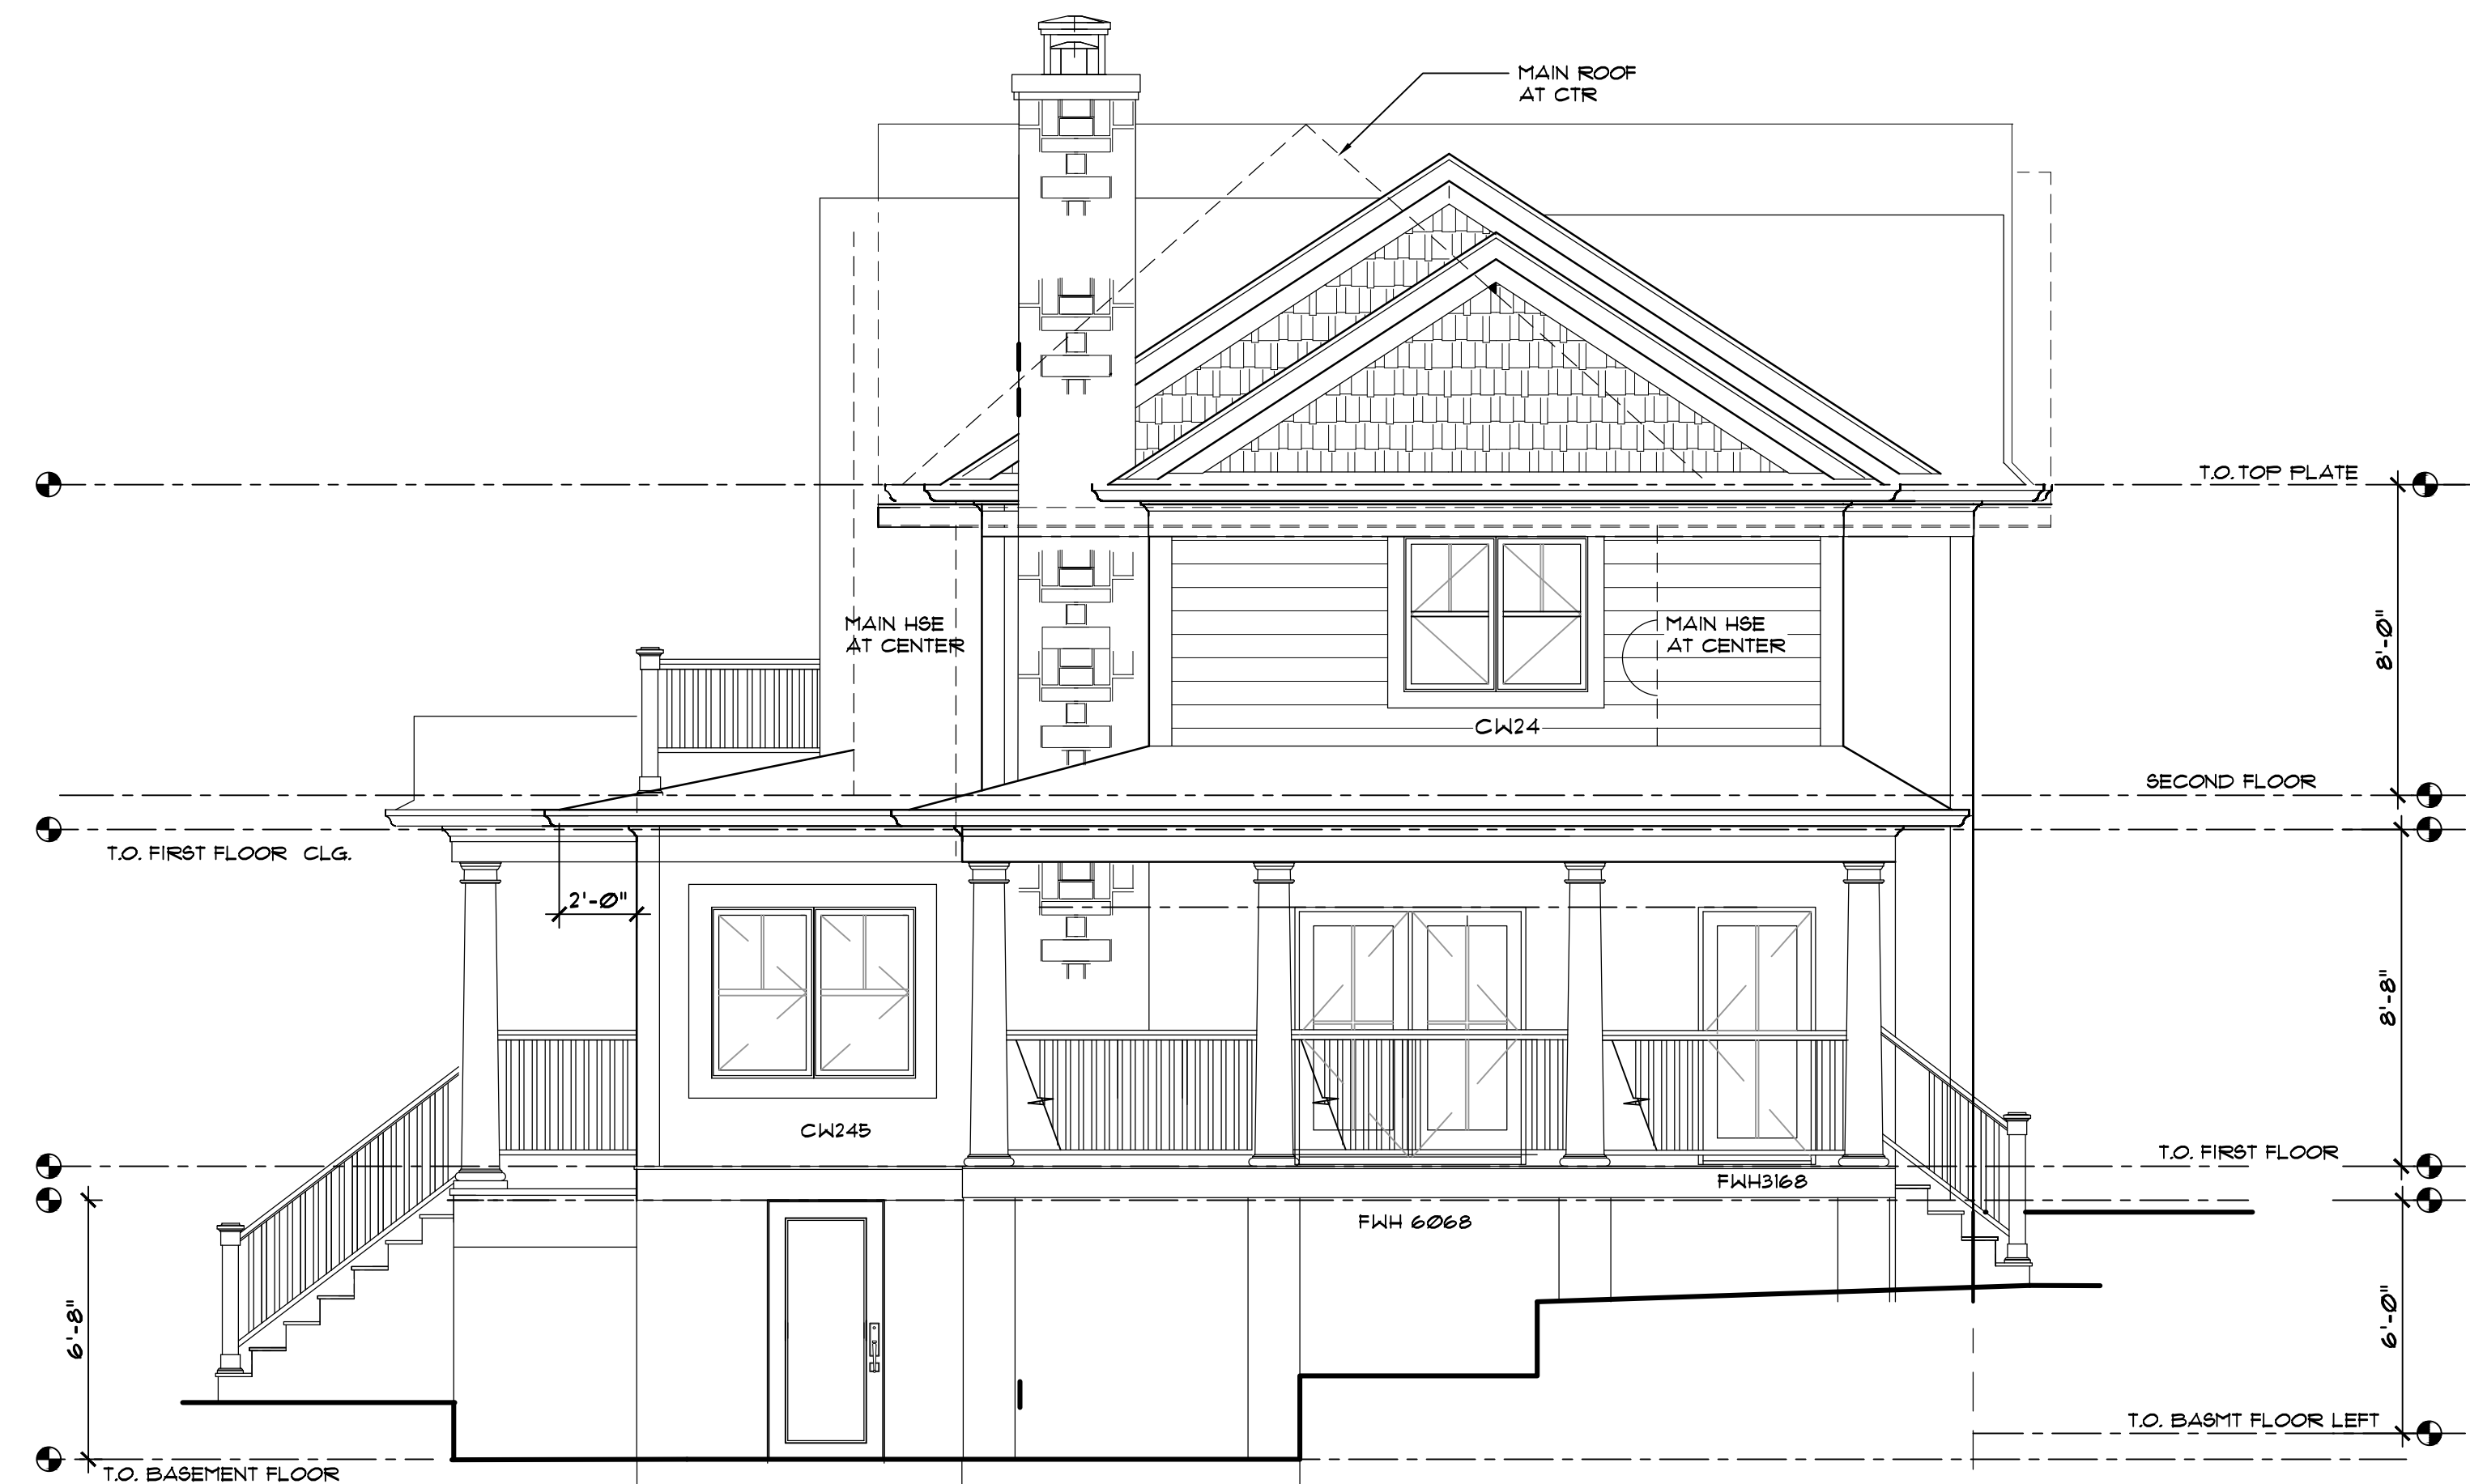 MAIN ROOF
AT CTR
T.O. TOP PLATE
8'-0"
MAIN HSE
AT CENTER
MAIN HSE
AT CENTER
CW24
SECOND FLOOR
T.O. FIRST FLOOR CLG.
2'-0"
8'-8"
CW245
T.O. FIRST FLOOR
FWH3168
FWH 6068
6'-8"
6'-0"
T.O. BASMT FLOOR LEFT
T.O. BASEMENT FLOOR